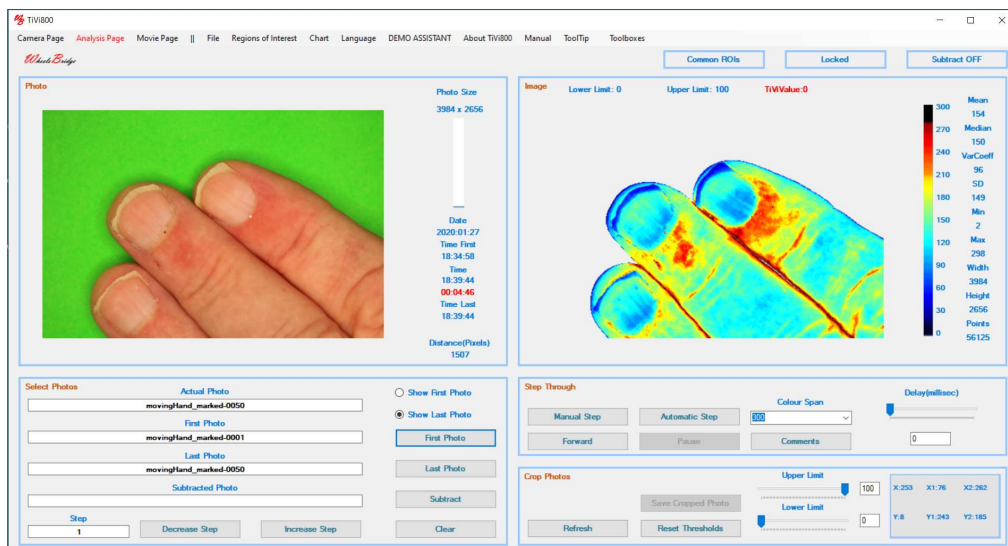 TiVi800
Camera Page Analysis Page Movie Page || File Regions of Interest Chart Language DEMO ASSISTANT About TiVi800 Manual ToolTip Toolboxes
WheelsBridge
Common ROIs Locked Subtract OFF
Photo
Photo Size
3984 x 2656
Date
2020:01:27
Time First
18:34:58
Time
18:39:44
00:04:46
Time Last
18:39:44
Distance(Pixels)
1507
Image Lower Limit: 0 Upper Limit: 100 TiViValue:0
300
270
240
210
180
150
120
90
60
30
0
Mean
154
Median
150
VarCoeff
96
SD
149
Min
2
Max
298
Width
3984
Height
2656
Points
56125
Select Photos
Actual Photo
movingHand_marked-0050
First Photo
movingHand_marked-0001
Last Photo
movingHand_marked-0050
Subtracted Photo
Step
1
Decrease Step Increase Step
Show First Photo
Show Last Photo
First Photo
Last Photo
Subtract
Clear
Step Through
Manual Step Automatic Step
Forward Pause Comments
Colour Span
300
Delay(millisec)
0
Crop Photos
Save Cropped Photo
Refresh Reset Thresholds
Upper Limit
100
Lower Limit
0
X:253 X1:76 X2:262
Y:8 Y1:243 Y2:185